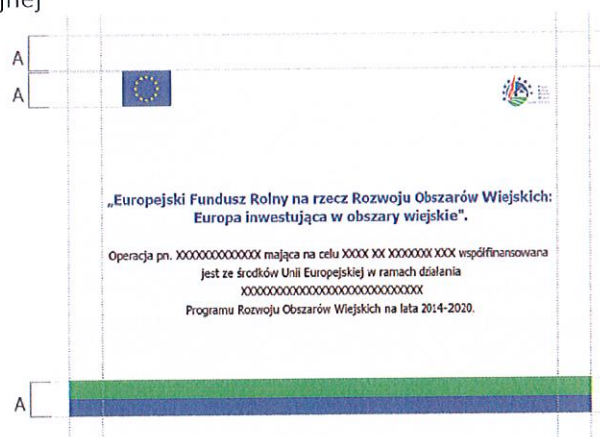 jnej
A
A
„Europejski Fundusz Rolny na rzecz Rozwoju Obszarów Wiejskich:
Europa inwestująca w obszary wiejskie".
Operacja pn. XXXXXXXXXXXXX mająca na celu XXXX XX XXXXXXX XXX współfinansowana
jest ze środków Unii Europejskiej w ramach działania
XXXXXXXXXXXXXXXXXXXXXXXXXXXX
Programu Rozwoju Obszarów Wiejskich na lata 2014-2020.
A